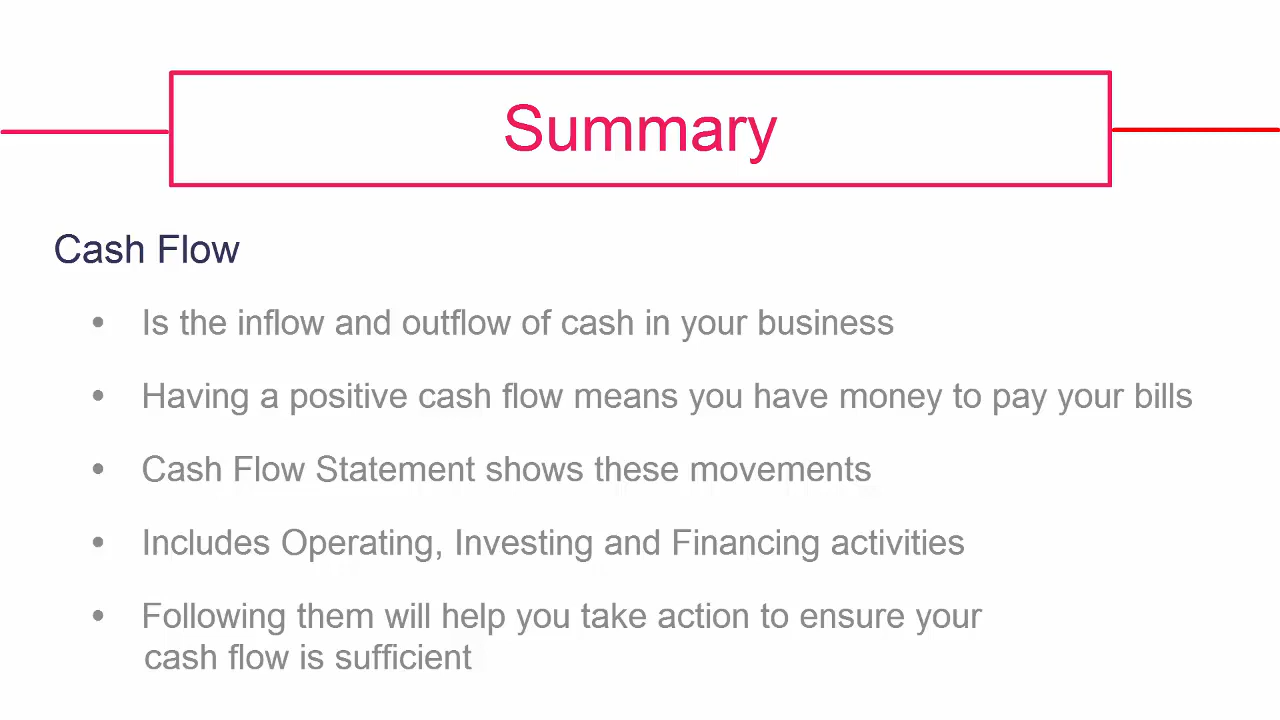 Summary
Cash Flow
• Is the inflow and outflow of cash in your business
• Having a positive cash flow means you have money to pay your bills
• Cash Flow Statement shows these movements
• Includes Operating, Investing and Financing activities
• Following them will help you take action to ensure your
cash flow is sufficient